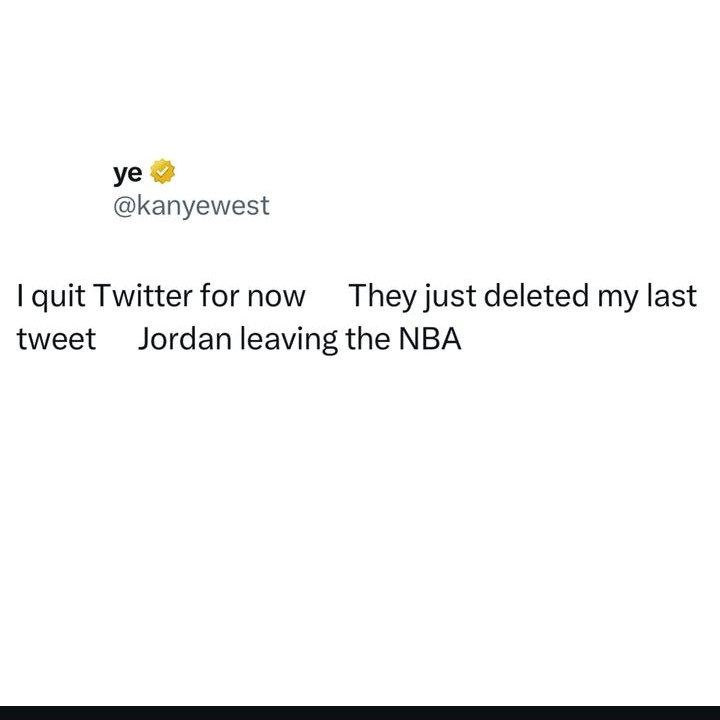 ye
@kanyewest
I quit Twitter for now   They just deleted my last
tweet   Jordan leaving the NBA